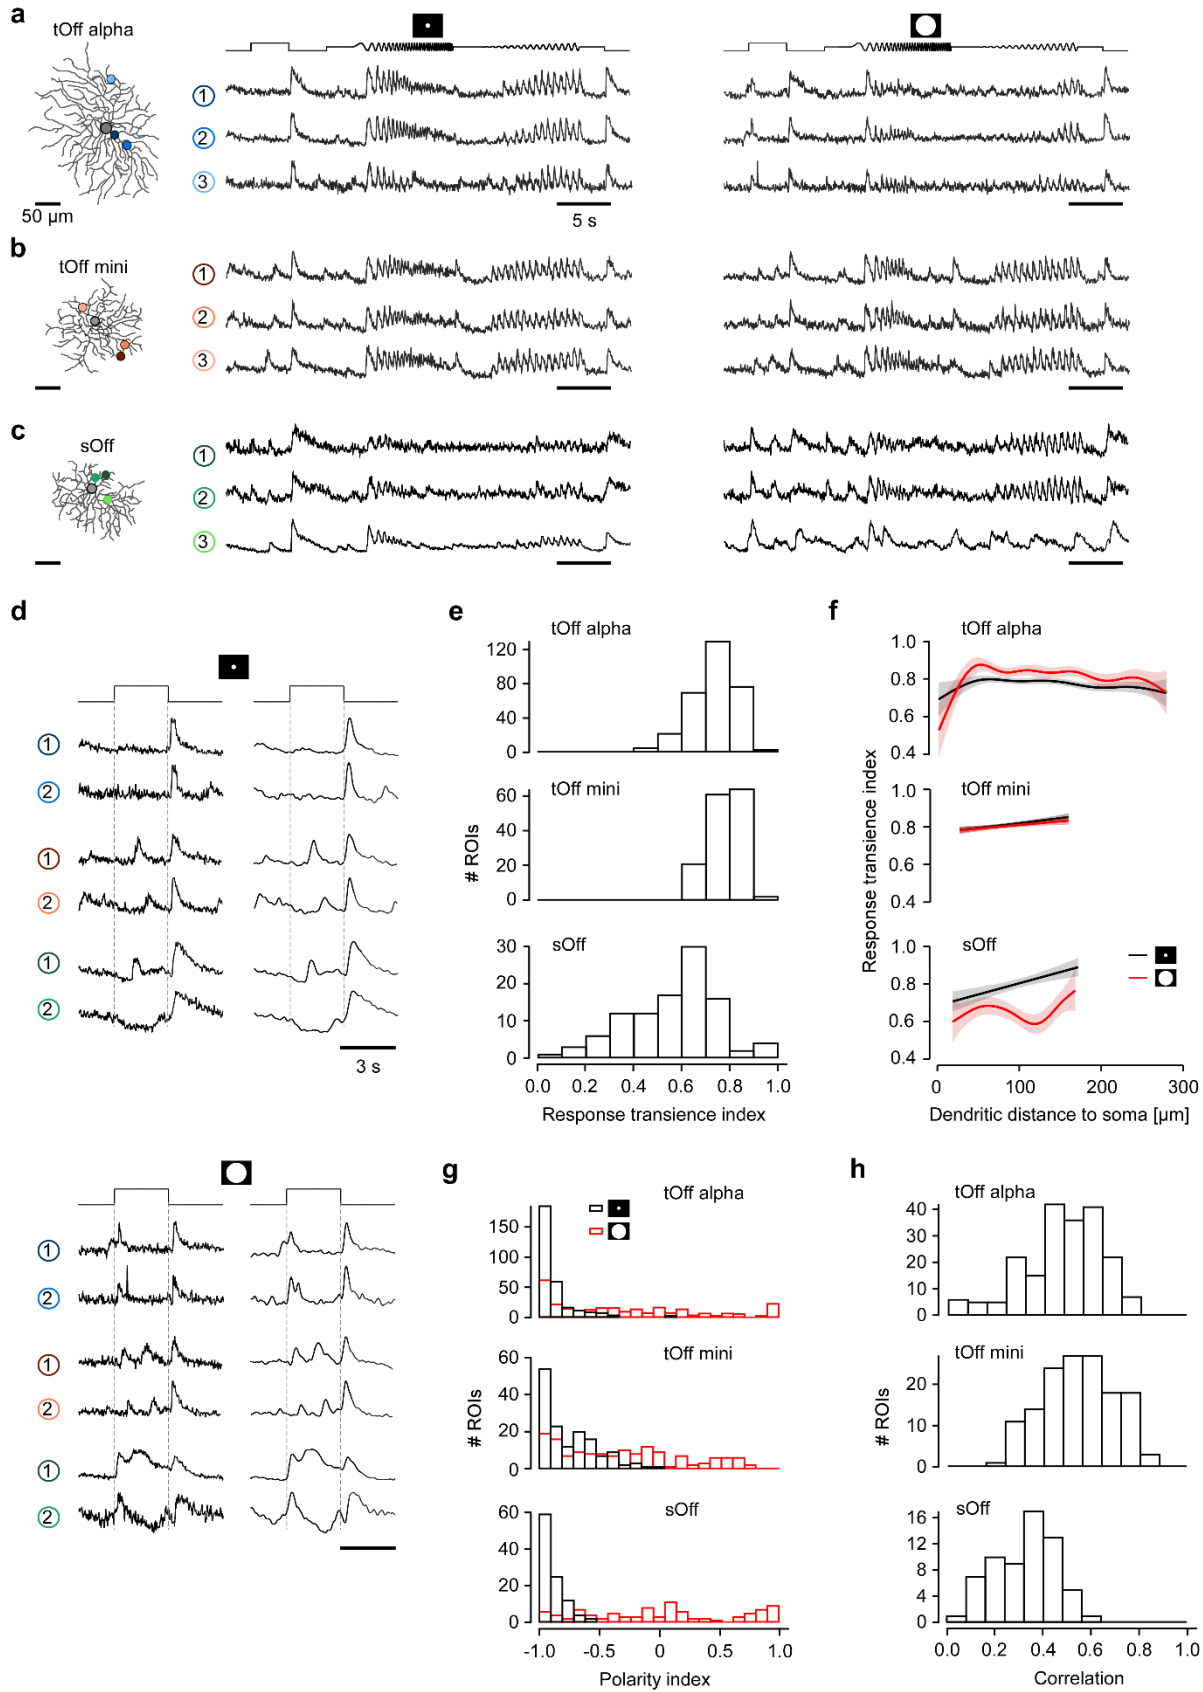 a
tOff alpha
1
2
3
50 µm
5 s
b
tOff mini
1
2
3
c
sOff
1
2
3
d
1
2
1
2
1
2
3 s
1
2
1
2
1
2
e
tOff alpha
120
80
40
0
tOff mini
60
40
20
0
# ROIs
sOff
30
20
10
0
0.0 0.2 0.4 0.6 0.8 1.0
Response transience index
f
tOff alpha
1.0
0.8
0.6
0.4
tOff mini
1.0
0.8
0.6
0.4
Response transience index
sOff
1.0
0.8
0.6
0.4
0 100 200 300
Dendritic distance to soma [µm]
g
tOff alpha
150
100
50
0
tOff mini
60
40
20
0
# ROIs
sOff
60
40
20
0
-1.0 -0.5 0 0.5 1.0
Polarity index
h
tOff alpha
40
30
20
10
0
tOff mini
20
10
0
# ROIs
sOff
16
12
8
4
0
0.0 0.2 0.4 0.6 0.8 1.0
Correlation